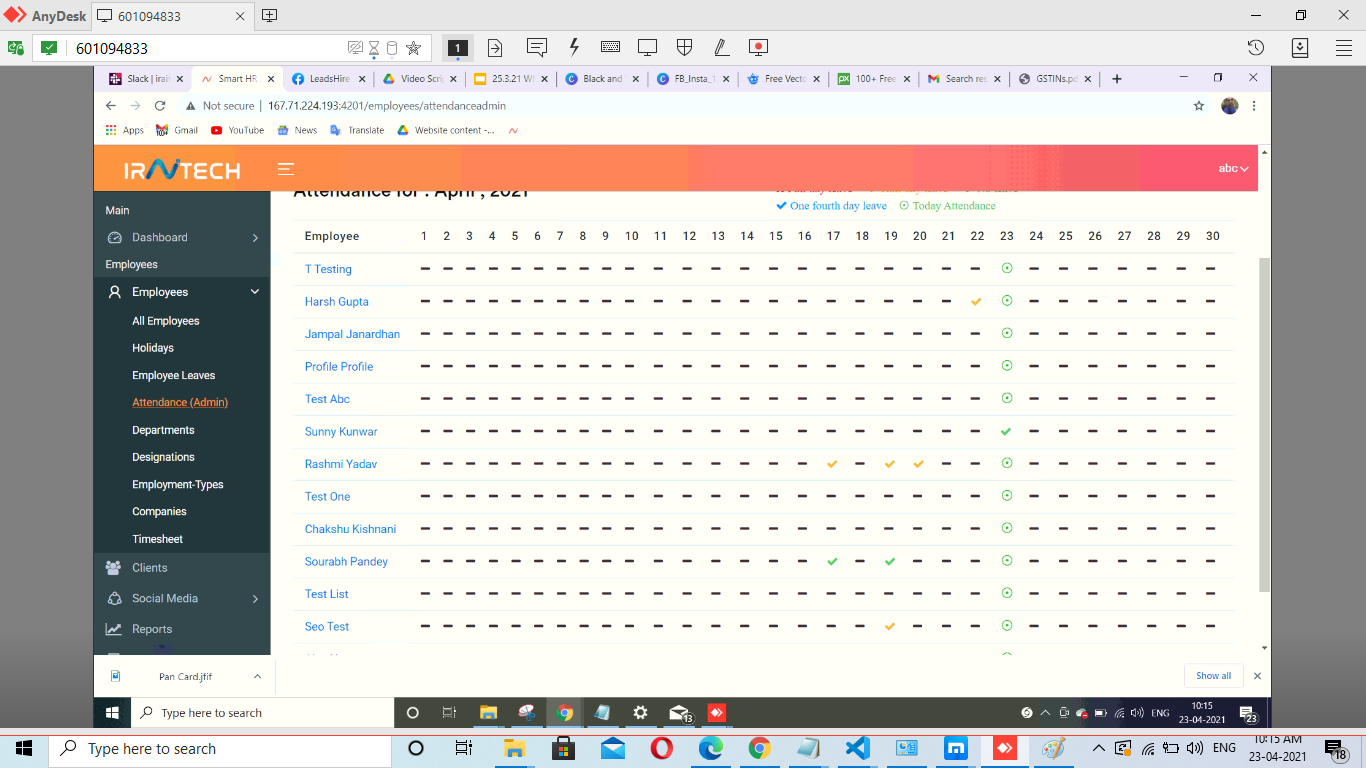 AnyDesk 601094833
601094833 1
Slack | irai Smart HR LeadsHire Video Scri 25.3.21 W Black and FB_Insta_1 Free Vecto 100+ Free Search res GSTINs.pd
Not secure | 167.71.224.193:4201/employees/attendanceadmin
Apps Gmail YouTube News Translate Website content -...
IRAITECH abc
Main
Dashboard
Employees
Employees
All Employees
Holidays
Employee Leaves
Attendance (Admin)
Departments
Designations
Employment-Types
Companies
Timesheet
Clients
Social Media
Reports
Attendance for : April , 2021
One fourth day leave Today Attendance
Employee 1 2 3 4 5 6 7 8 9 10 11 12 13 14 15 16 17 18 19 20 21 22 23 24 25 26 27 28 29 30
T Testing
Harsh Gupta
Jampal Janardhan
Profile Profile
Test Abc
Sunny Kunwar
Rashmi Yadav
Test One
Chakshu Kishnani
Sourabh Pandey
Test List
Seo Test
Pan Card.jfif Show all
Type here to search 13 ENG 10:15
23-04-2021 23
Type here to search ENG 10:15 AM
23-04-2021 18